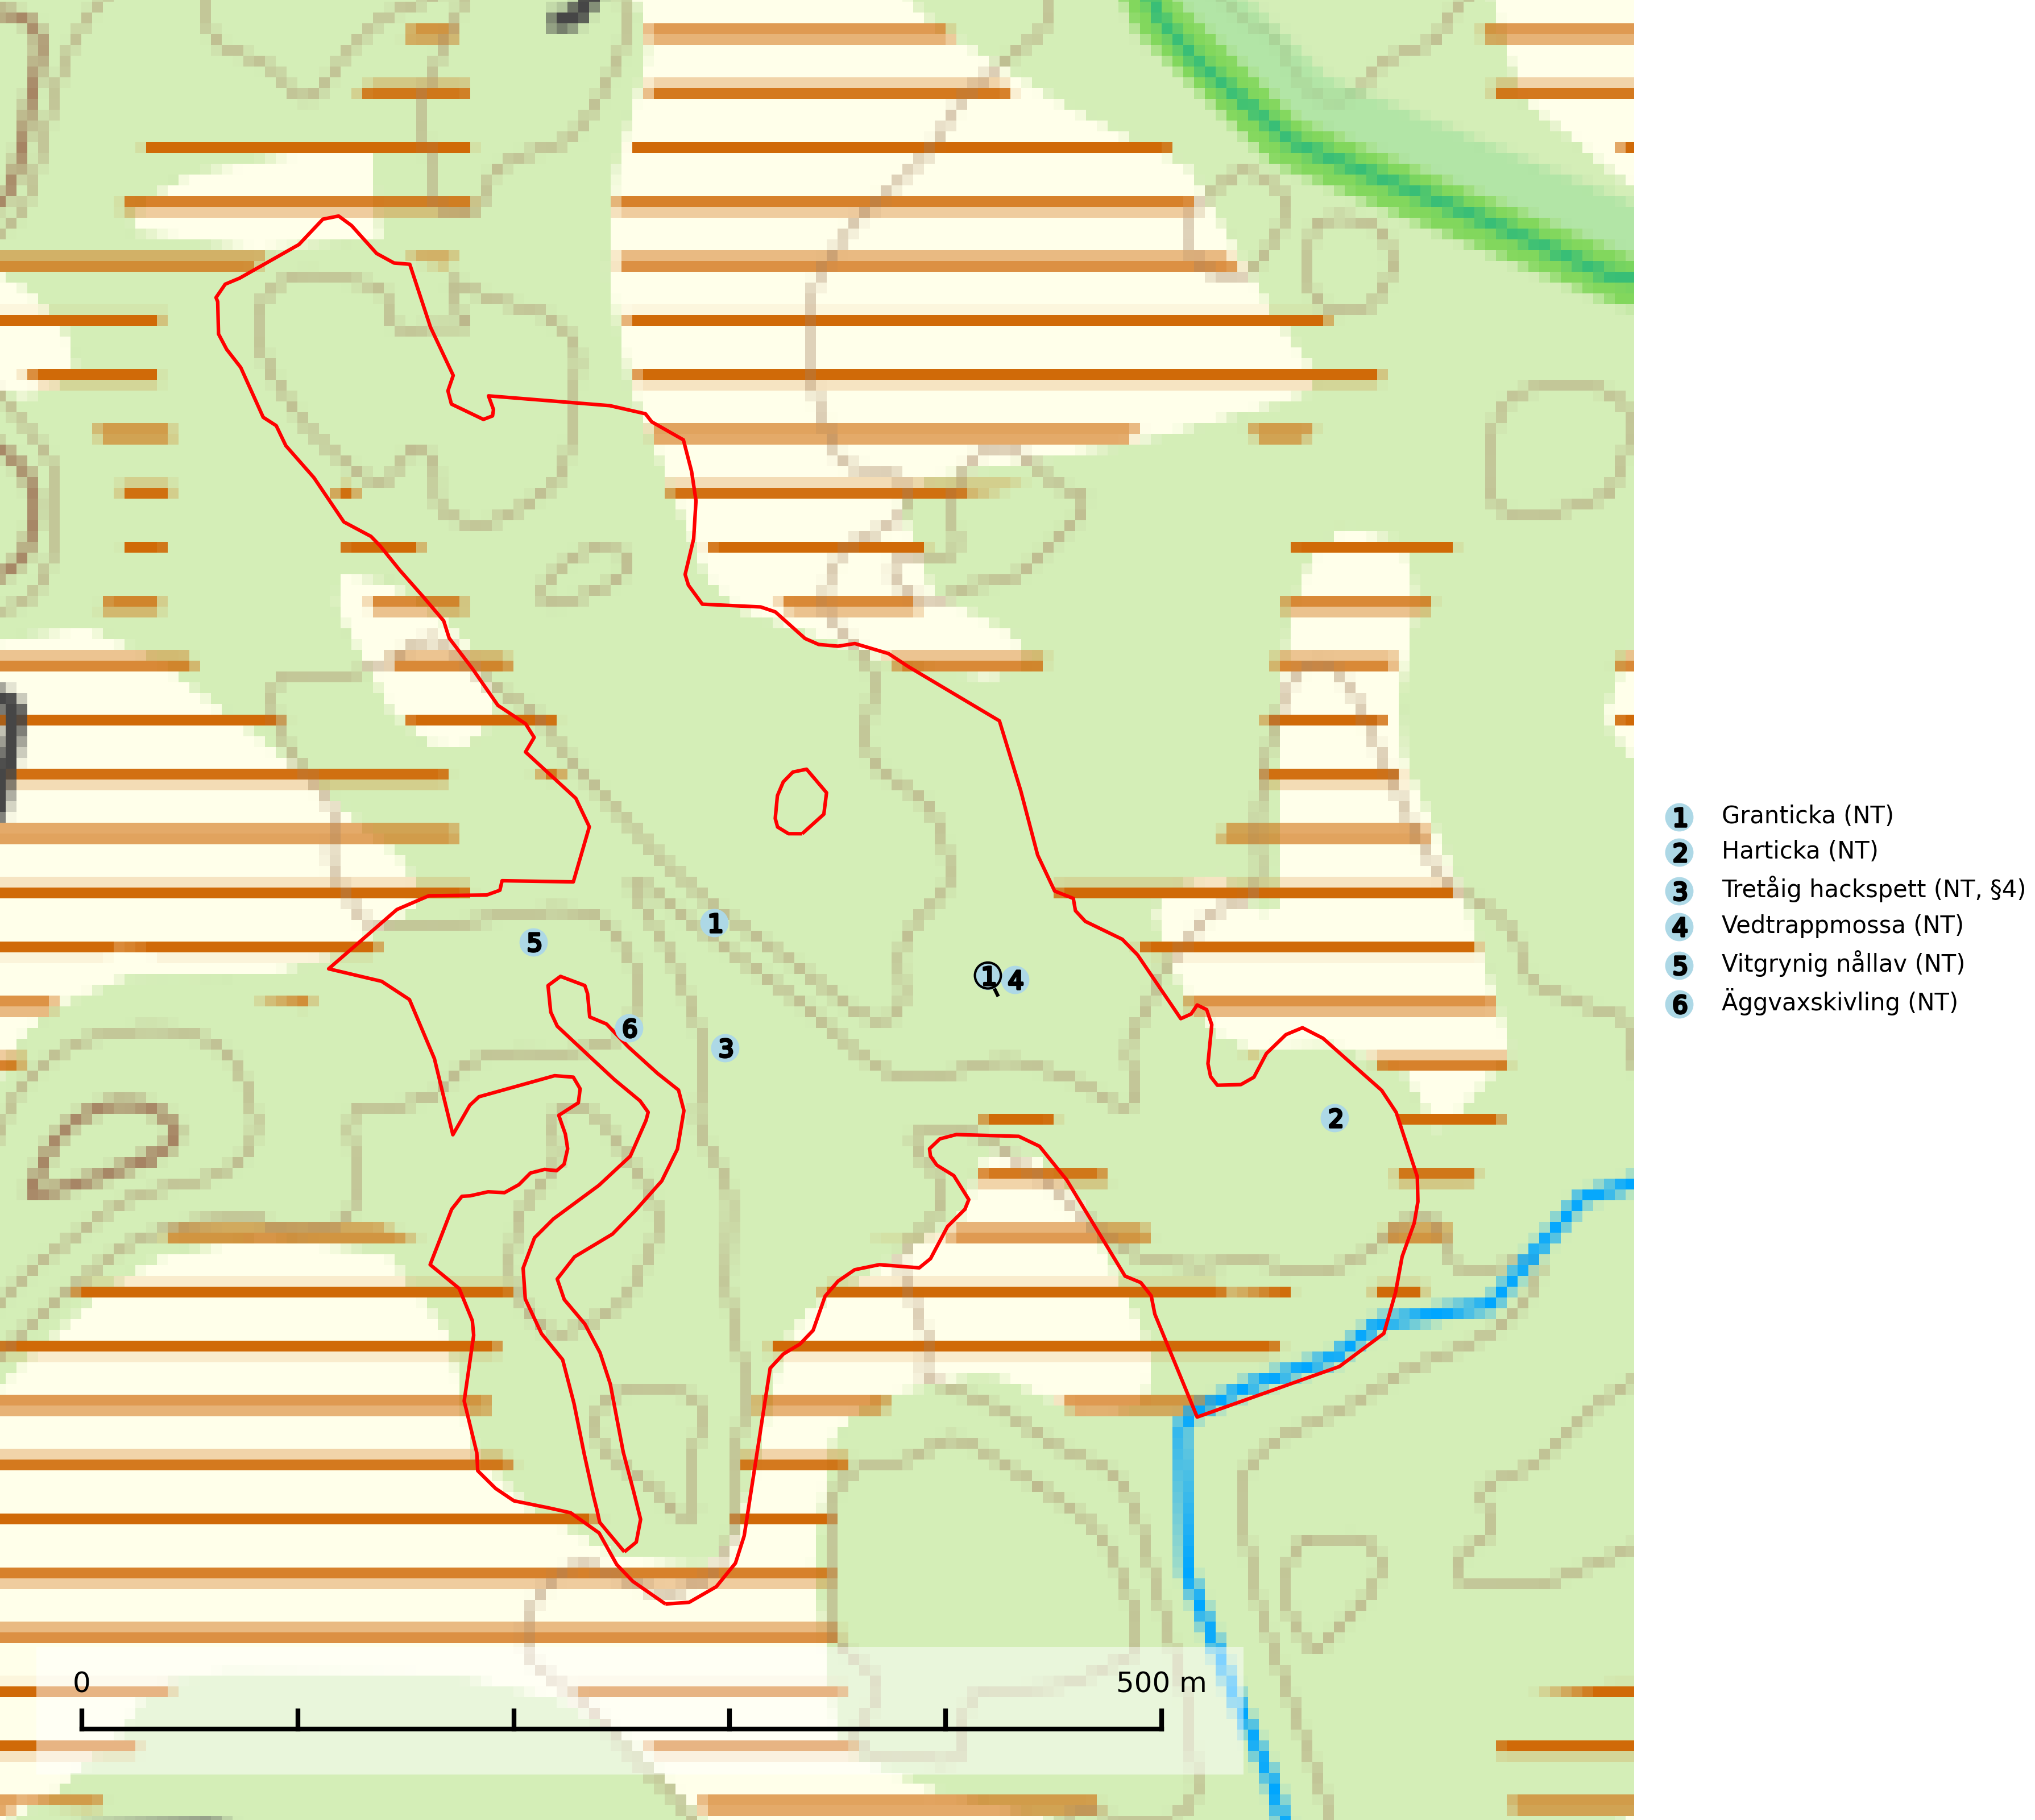 1
5
1 4
6
3
2
0 500 m
1 Granticka (NT)
2 Harticka (NT)
3 Tretåig hackspett (NT, §4)
4 Vedtrappmossa (NT)
5 Vitgrynig nållav (NT)
6 Äggvaxskivling (NT)